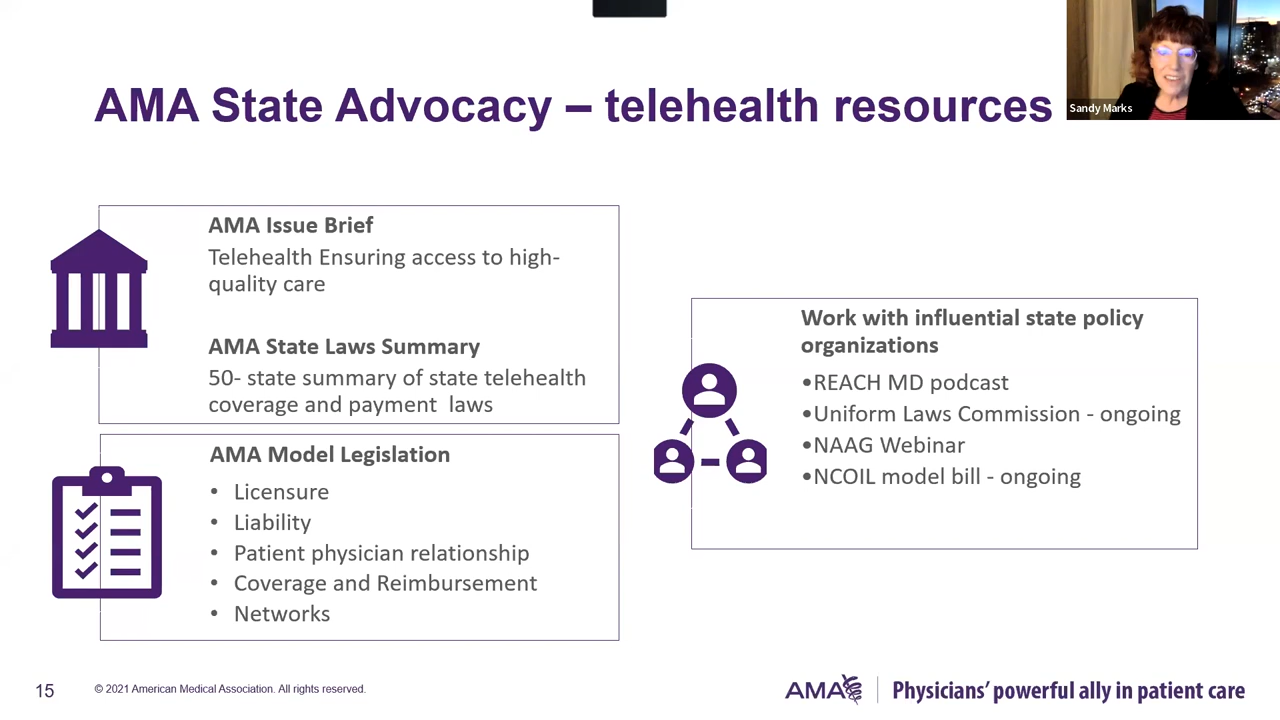 AMA State Advocacy – telehealth resources
Sandy Marks
AMA Issue Brief
Telehealth Ensuring access to high-
quality care
AMA State Laws Summary
50- state summary of state telehealth
coverage and payment laws
AMA Model Legislation
• Licensure
• Liability
• Patient physician relationship
• Coverage and Reimbursement
• Networks
Work with influential state policy
organizations
•REACH MD podcast
•Uniform Laws Commission - ongoing
•NAAG Webinar
•NCOIL model bill - ongoing
15
© 2021 American Medical Association. All rights reserved.
AMA
Physicians’ powerful ally in patient care